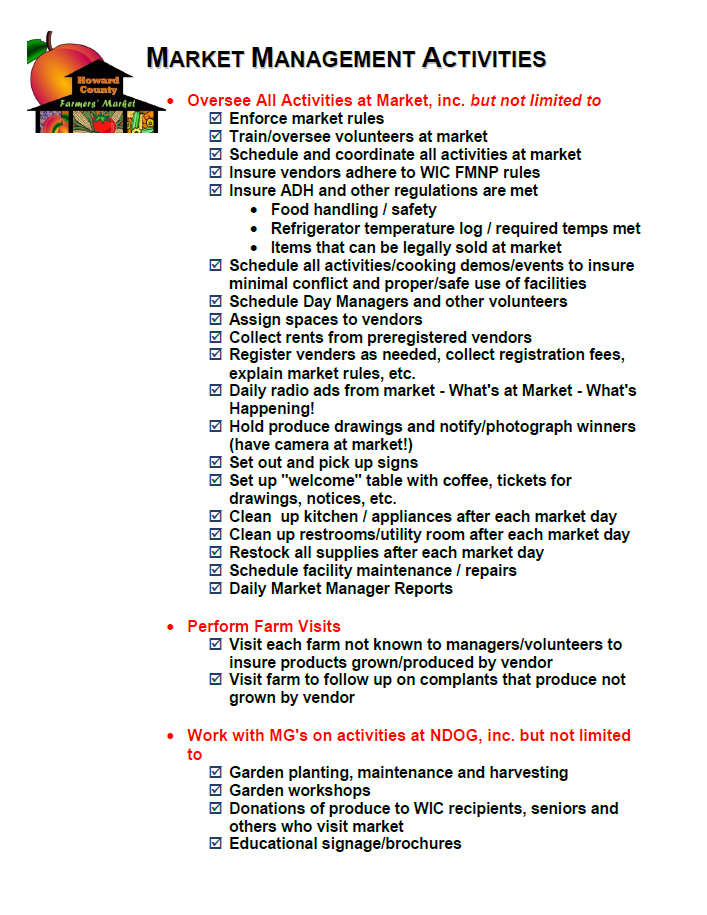 MARKET MANAGEMENT ACTIVITIES
Howard
County
Farmers' Market
• Oversee All Activities at Market, inc. but not limited to
☑ Enforce market rules
☑ Train/oversee volunteers at market
☑ Schedule and coordinate all activities at market
☑ Insure vendors adhere to WIC FMNP rules
☑ Insure ADH and other regulations are met
• Food handling / safety
• Refrigerator temperature log / required temps met
• Items that can be legally sold at market
☑ Schedule all activities/cooking demos/events to insure
minimal conflict and proper/safe use of facilities
☑ Schedule Day Managers and other volunteers
☑ Assign spaces to vendors
☑ Collect rents from preregistered vendors
☑ Register venders as needed, collect registration fees,
explain market rules, etc.
☑ Daily radio ads from market - What's at Market - What's
Happening!
☑ Hold produce drawings and notify/photograph winners
(have camera at market!)
☑ Set out and pick up signs
☑ Set up "welcome" table with coffee, tickets for
drawings, notices, etc.
☑ Clean  up kitchen / appliances after each market day
☑ Clean up restrooms/utility room after each market day
☑ Restock all supplies after each market day
☑ Schedule facility maintenance / repairs
☑ Daily Market Manager Reports
• Perform Farm Visits
☑ Visit each farm not known to managers/volunteers to
insure products grown/produced by vendor
☑ Visit farm to follow up on complants that produce not
grown by vendor
• Work with MG's on activities at NDOG, inc. but not limited
to
☑ Garden planting, maintenance and harvesting
☑ Garden workshops
☑ Donations of produce to WIC recipients, seniors and
others who visit market
☑ Educational signage/brochures